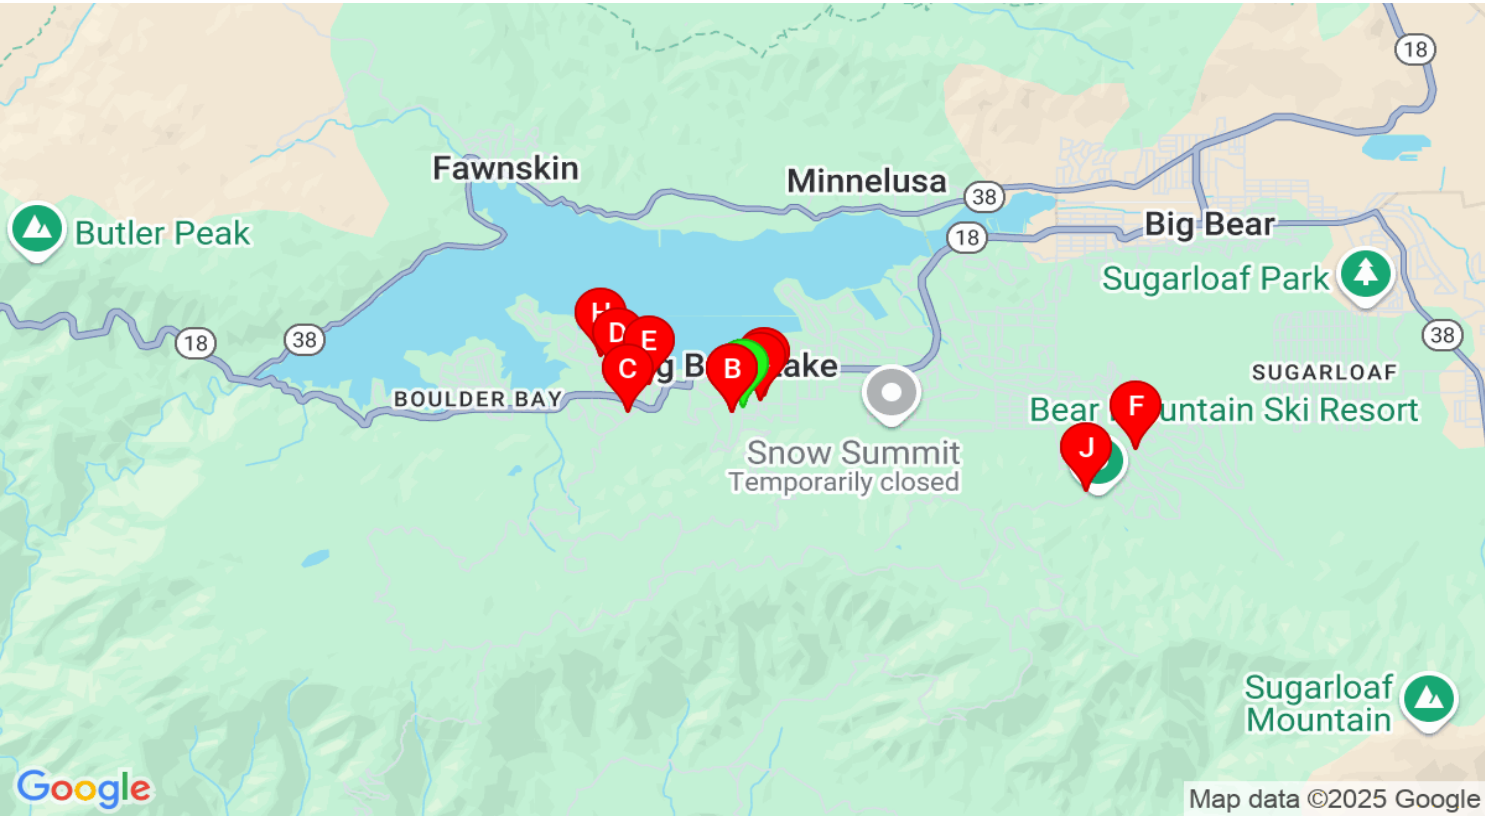 18
Fawnskin
Minnelusa
38
Butler Peak
18
Big Bear
Sugarloaf Park
H
D
E
18
38
38
C
B
g B
ake
SUGARLOAF
BOULDER BAY
F
Bear
untain Ski Resort
J
Snow Summit
Temporarily closed
Sugarloaf
Mountain
Google
Map data ©2025 Google